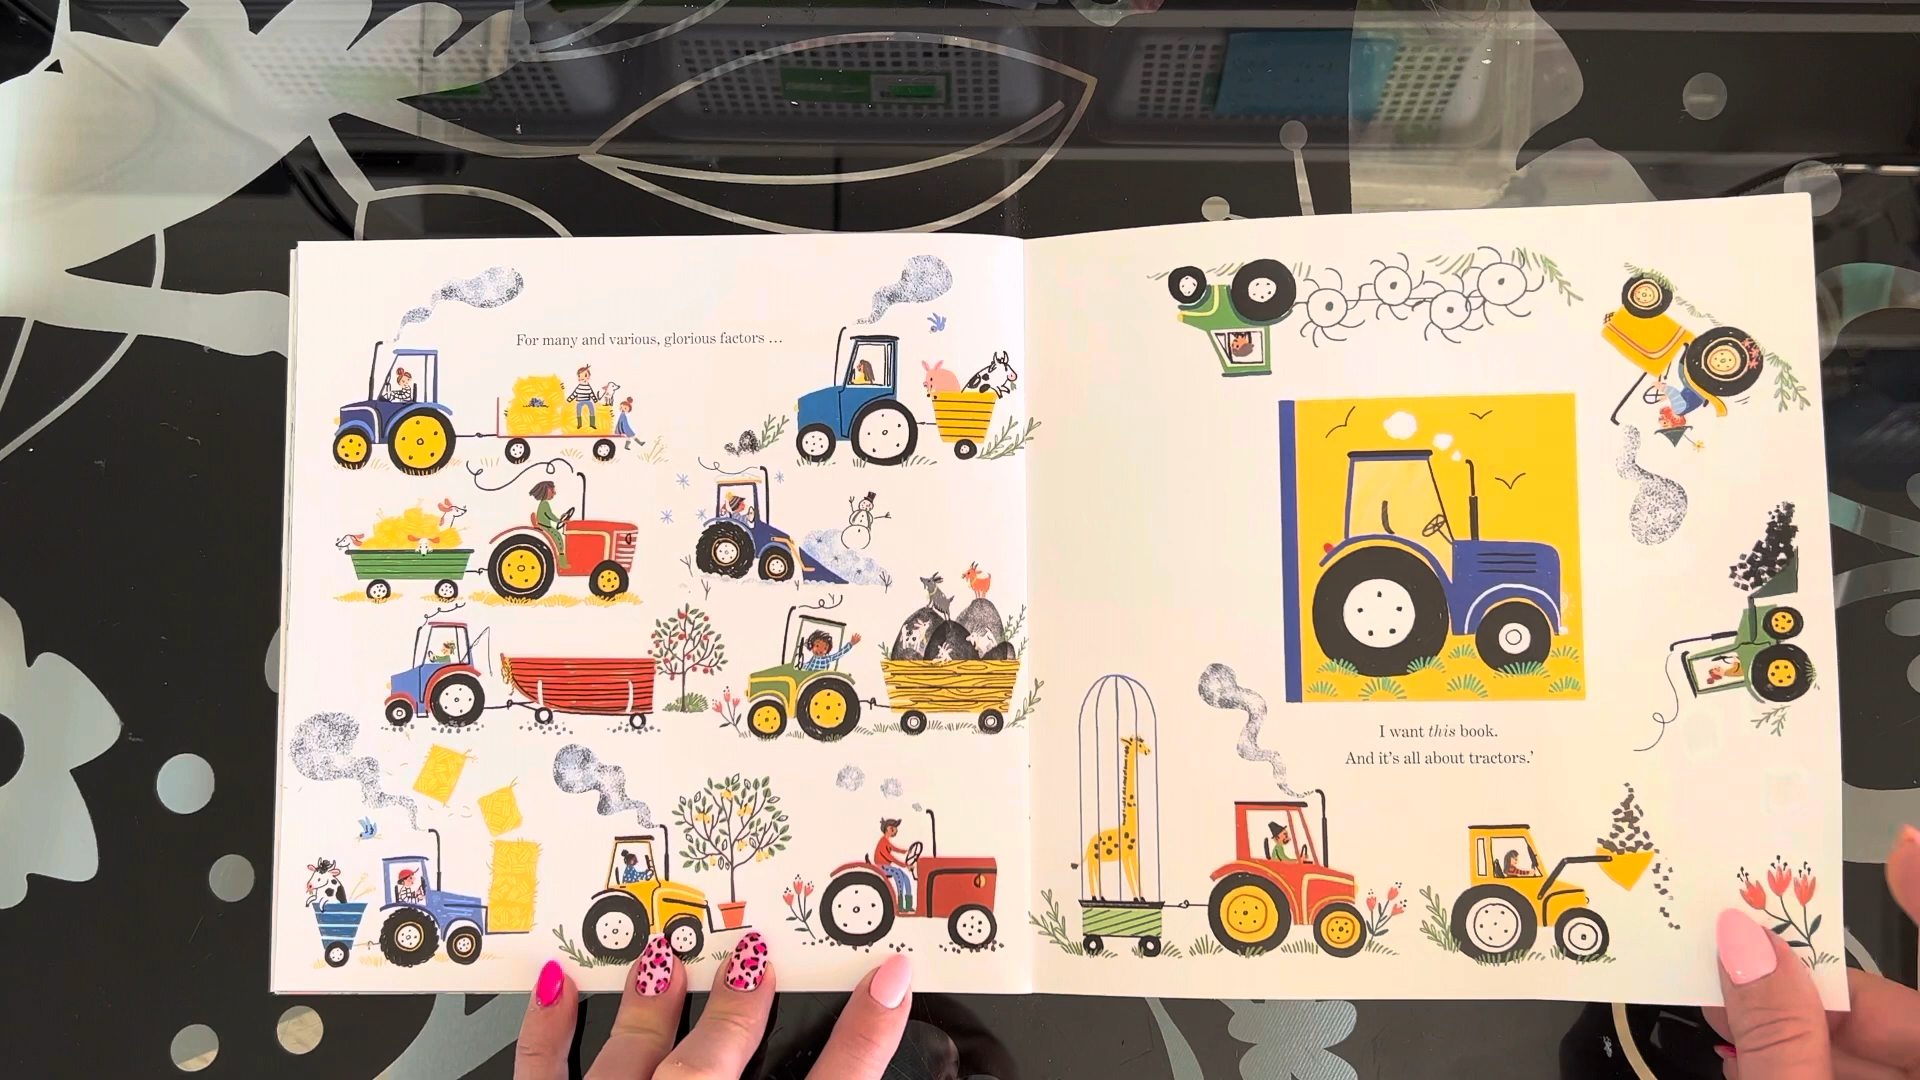 For many and various, glorious factors ...
I want this book.
And it's all about tractors.'